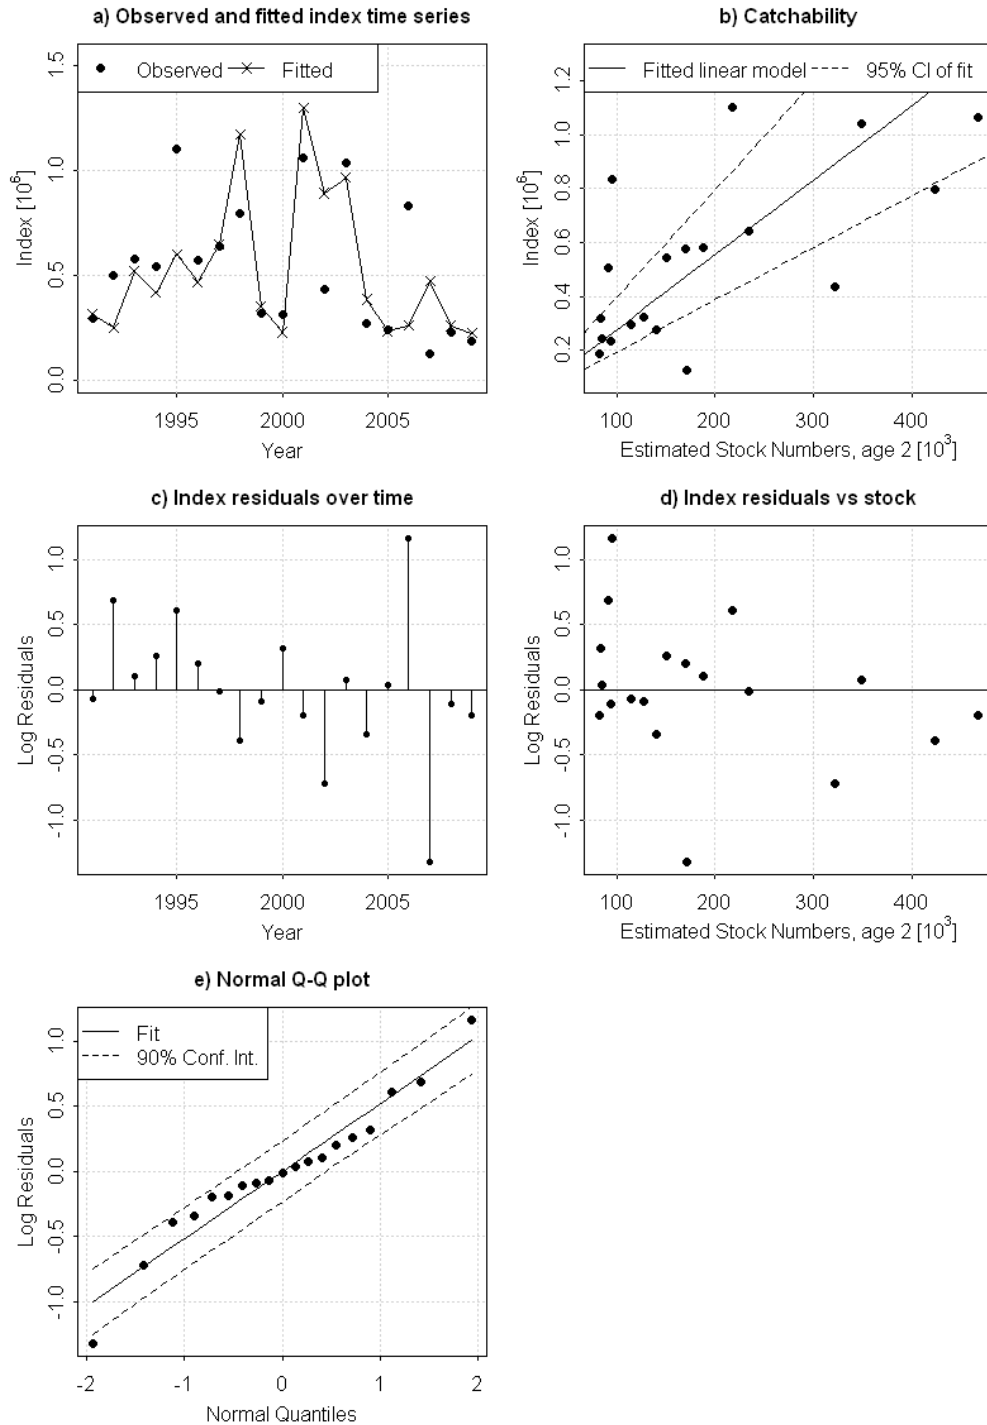 a) Observed and fitted index time series
Observed Fitted
Index [10^6]
0.0 0.5 1.0 1.5
1995 2000 2005
Year
b) Catchability
Fitted linear model 95% CI of fit
Index [10^6]
0.2 0.4 0.6 0.8 1.0 1.2
100 200 300 400
Estimated Stock Numbers, age 2 [10^3]
c) Index residuals over time
Log Residuals
-1.0 -0.5 0.0 0.5 1.0
1995 2000 2005
Year
d) Index residuals vs stock
Log Residuals
-1.0 -0.5 0.0 0.5 1.0
100 200 300 400
Estimated Stock Numbers, age 2 [10^3]
e) Normal Q-Q plot
Fit
90% Conf. Int.
Log Residuals
-1.0 -0.5 0.0 0.5 1.0
-2 -1 0 1 2
Normal Quantiles